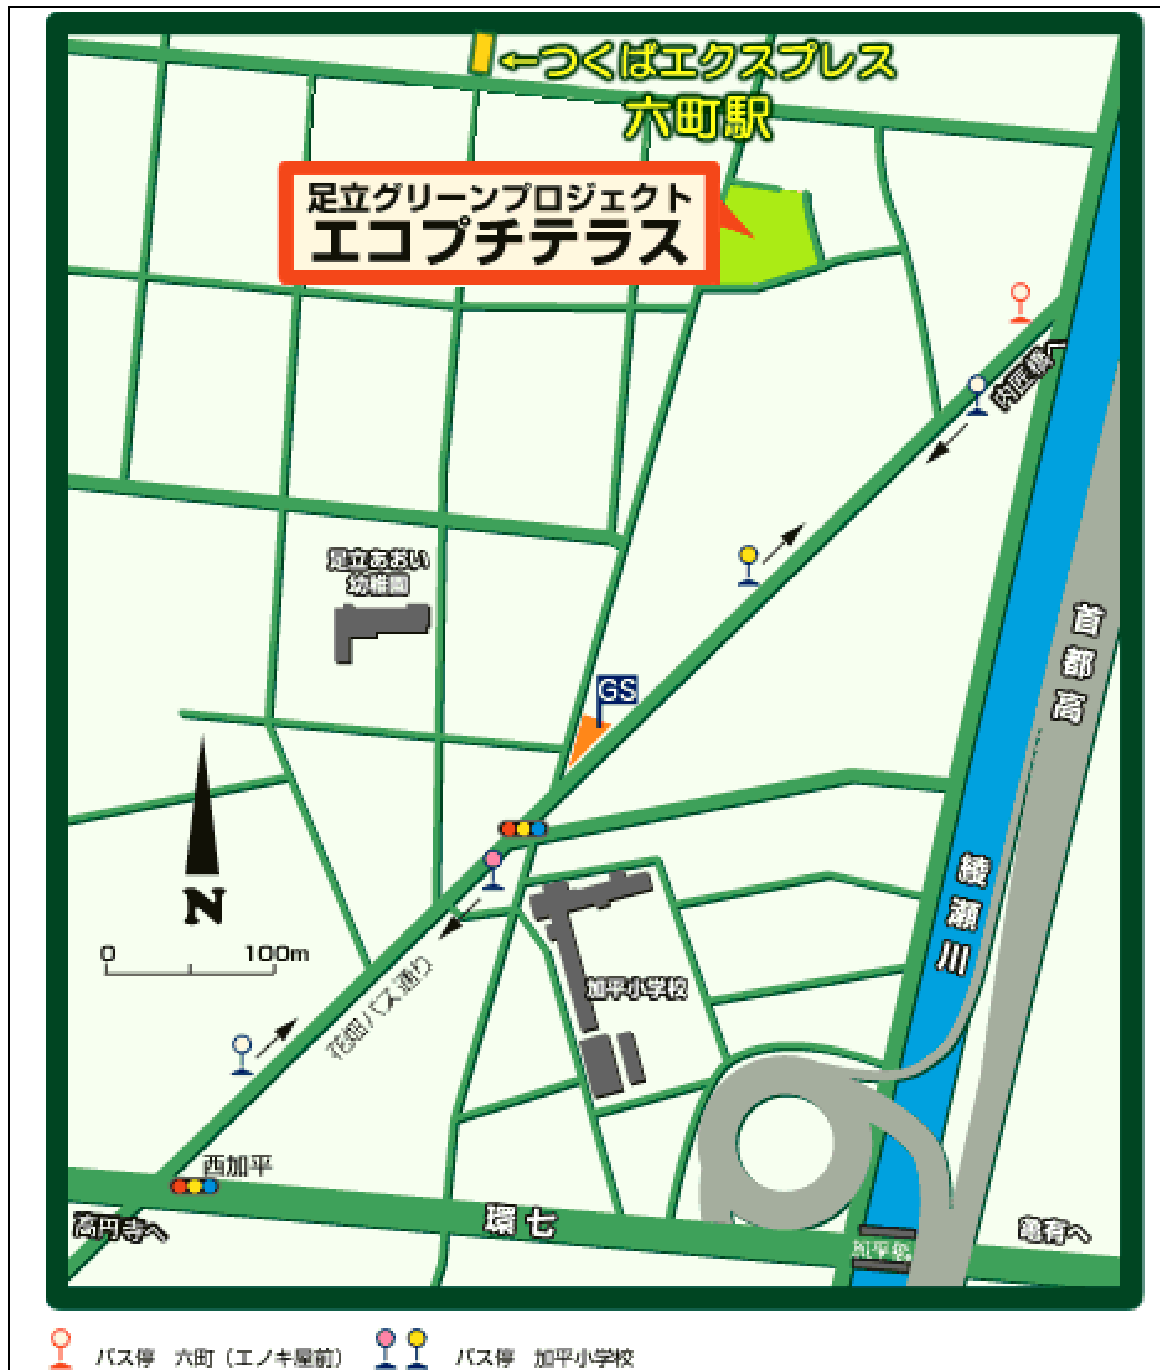 ←つくばエクスプレス
六町駅
足立グリーンプロジェクト
エコプチテラス
内匠橋へ
足立あおい
幼稚園
GS
首都高
綾瀬川
N
0 100m
加平小学校
花畑バス通り
西加平
高円寺へ
環七
加平橋
亀有へ
バス停 六町（エノキ屋前）
バス停 加平小学校